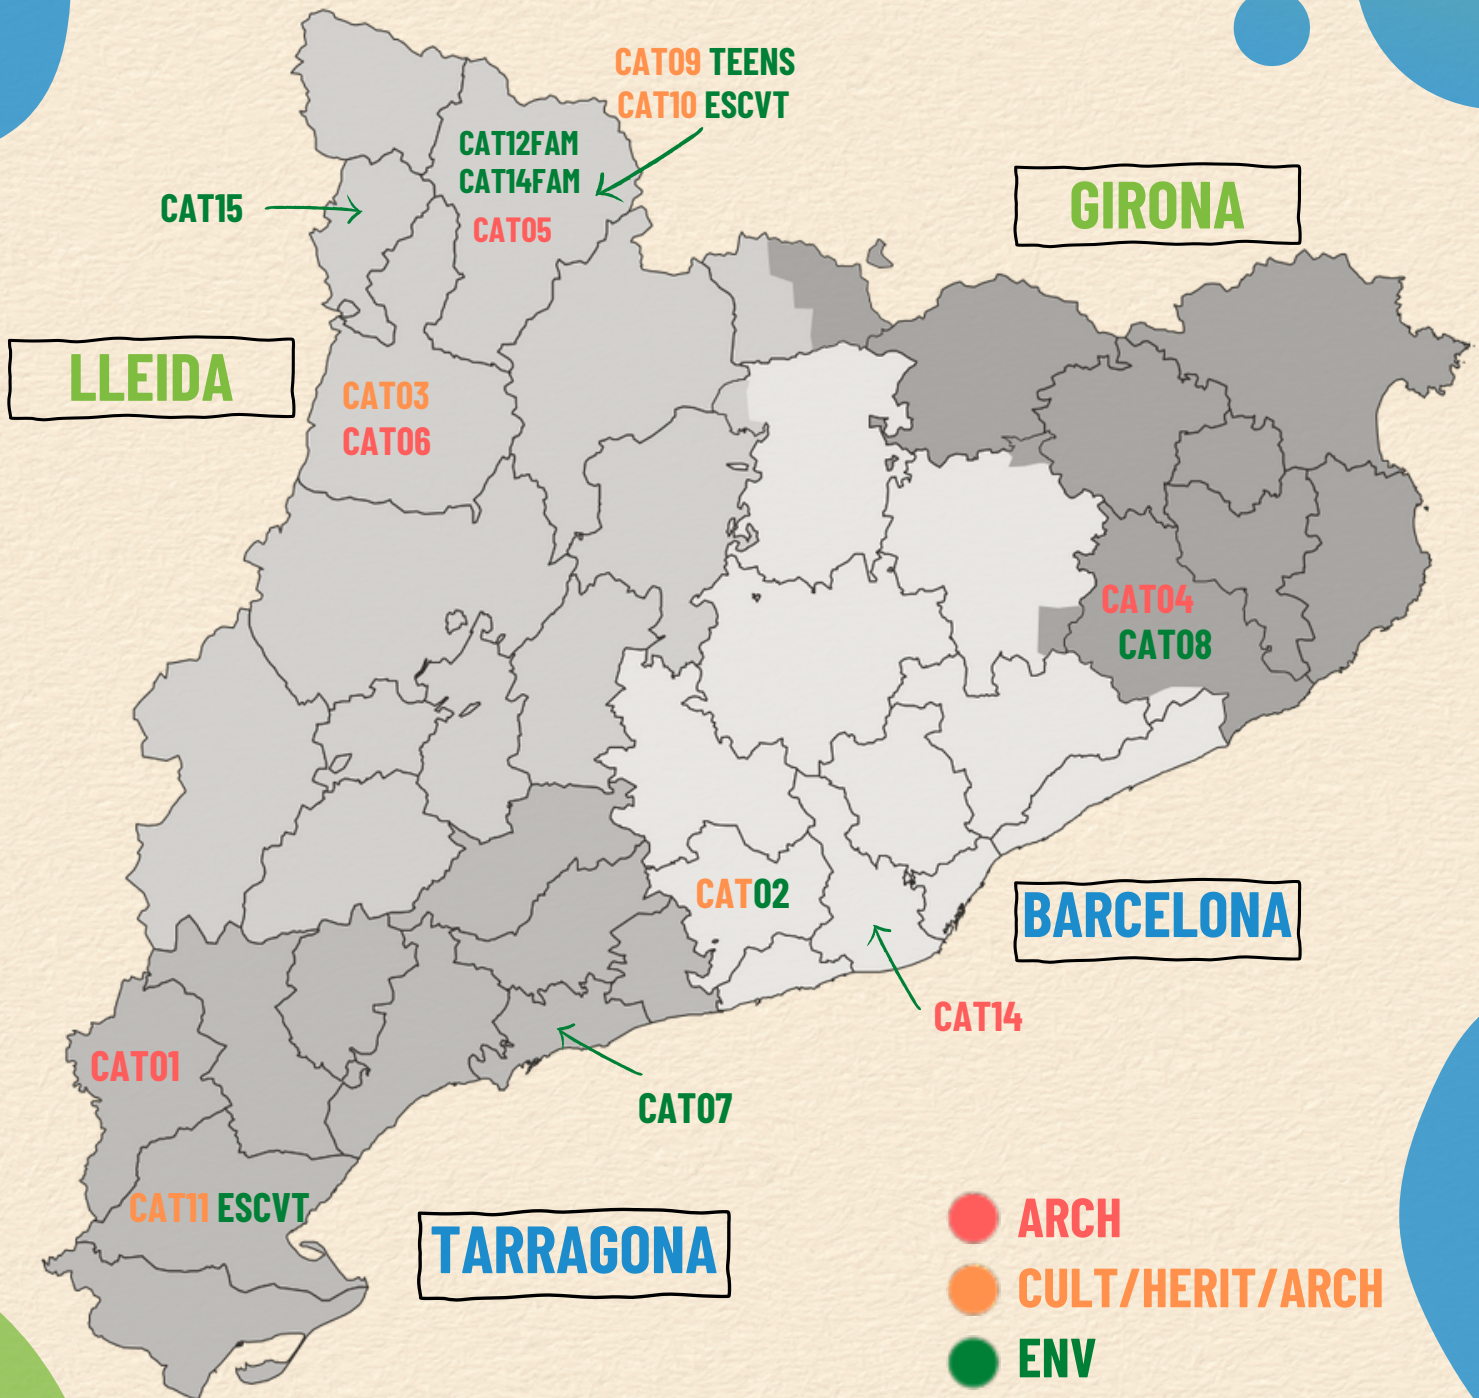 CAT09 TEENS
CAT10 ESCVT
CAT12FAM
CAT14FAM
CAT15
CAT05
GIRONA
LLEIDA
CAT03
CAT06
CAT04
CAT08
CAT02
BARCELONA
CAT14
CAT01
CAT07
CAT11 ESCVT
TARRAGONA
ARCH
CULT/HERIT/ARCH
ENV